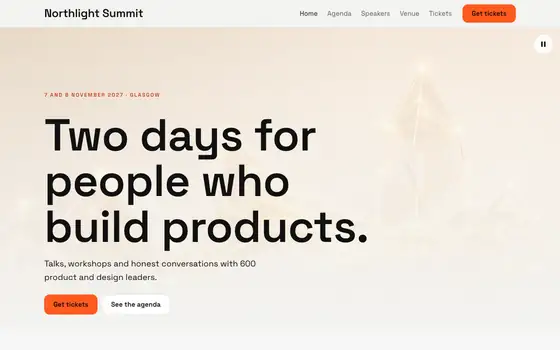 Northlight Summit
Home Agenda Speakers Venue Tickets Get tickets
7 AND 8 NOVEMBER 2027 · GLASGOW
Two days for
people who
build products.
Talks, workshops and honest conversations with 600
product and design leaders.
Get tickets See the agenda